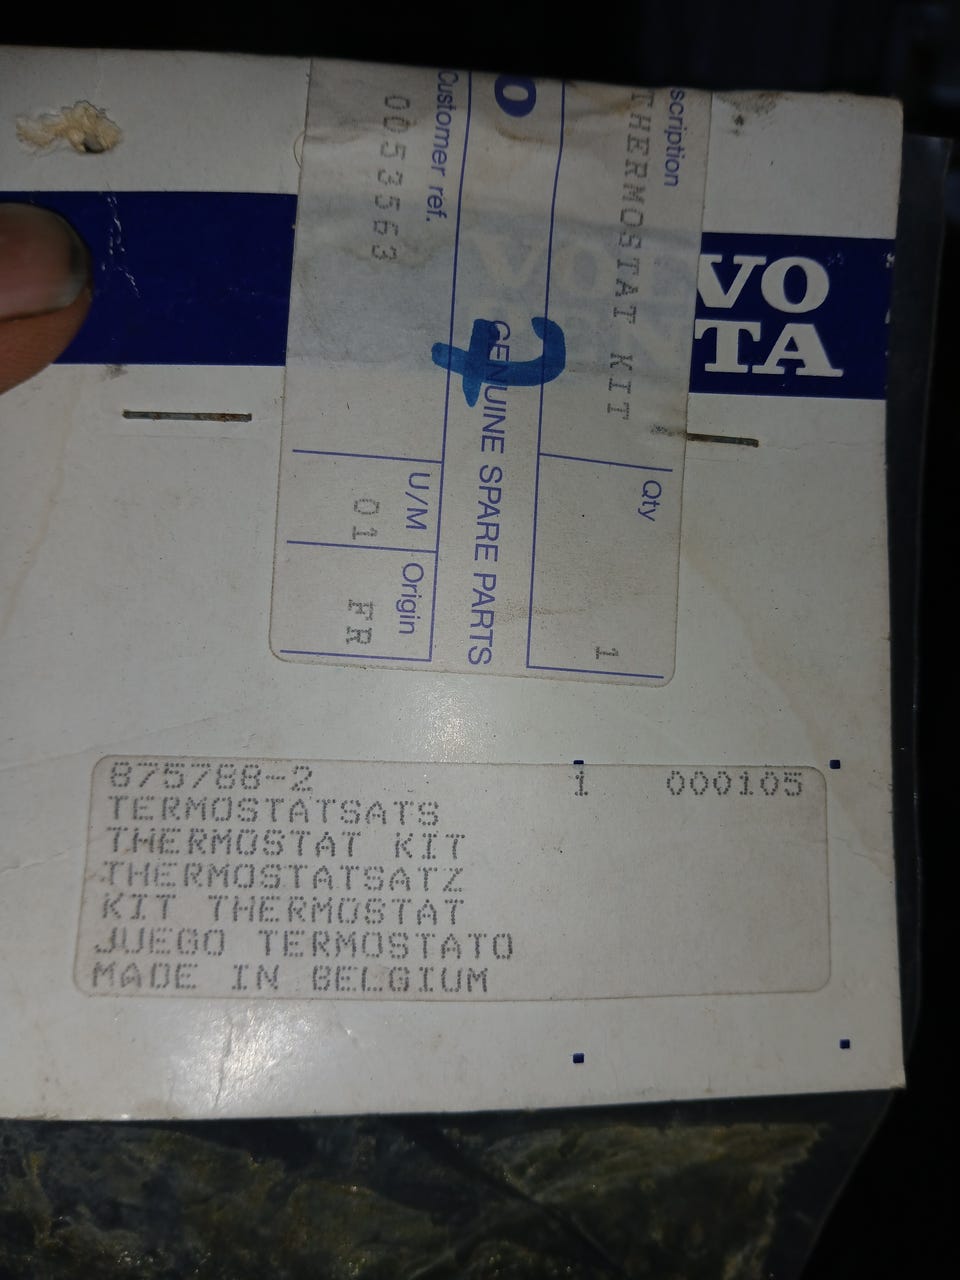 VO
TA
scription
THERMOSTAT KIT
Qty
1
O
GENUINE SPARE PARTS
Customer ref.
0053563
U/M
01
Origin
FR
875788-2 1 000105
TERMOSTATSATS
THERMOSTAT KIT
THERMOSTATSATZ
KIT THERMOSTAT
JUEGO TERMOSTATO
MADE IN BELGIUM